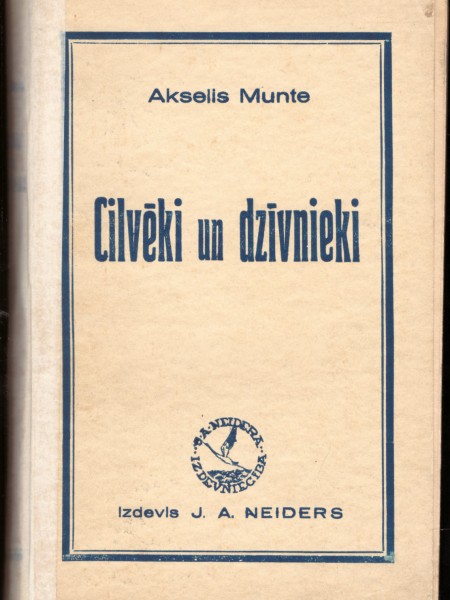 Akselis Munte
Cilvēki un dzīvnieki
J. A. NEIDERA
IZDEVNIECĪBA
Izdevis J. A. NEIDERS